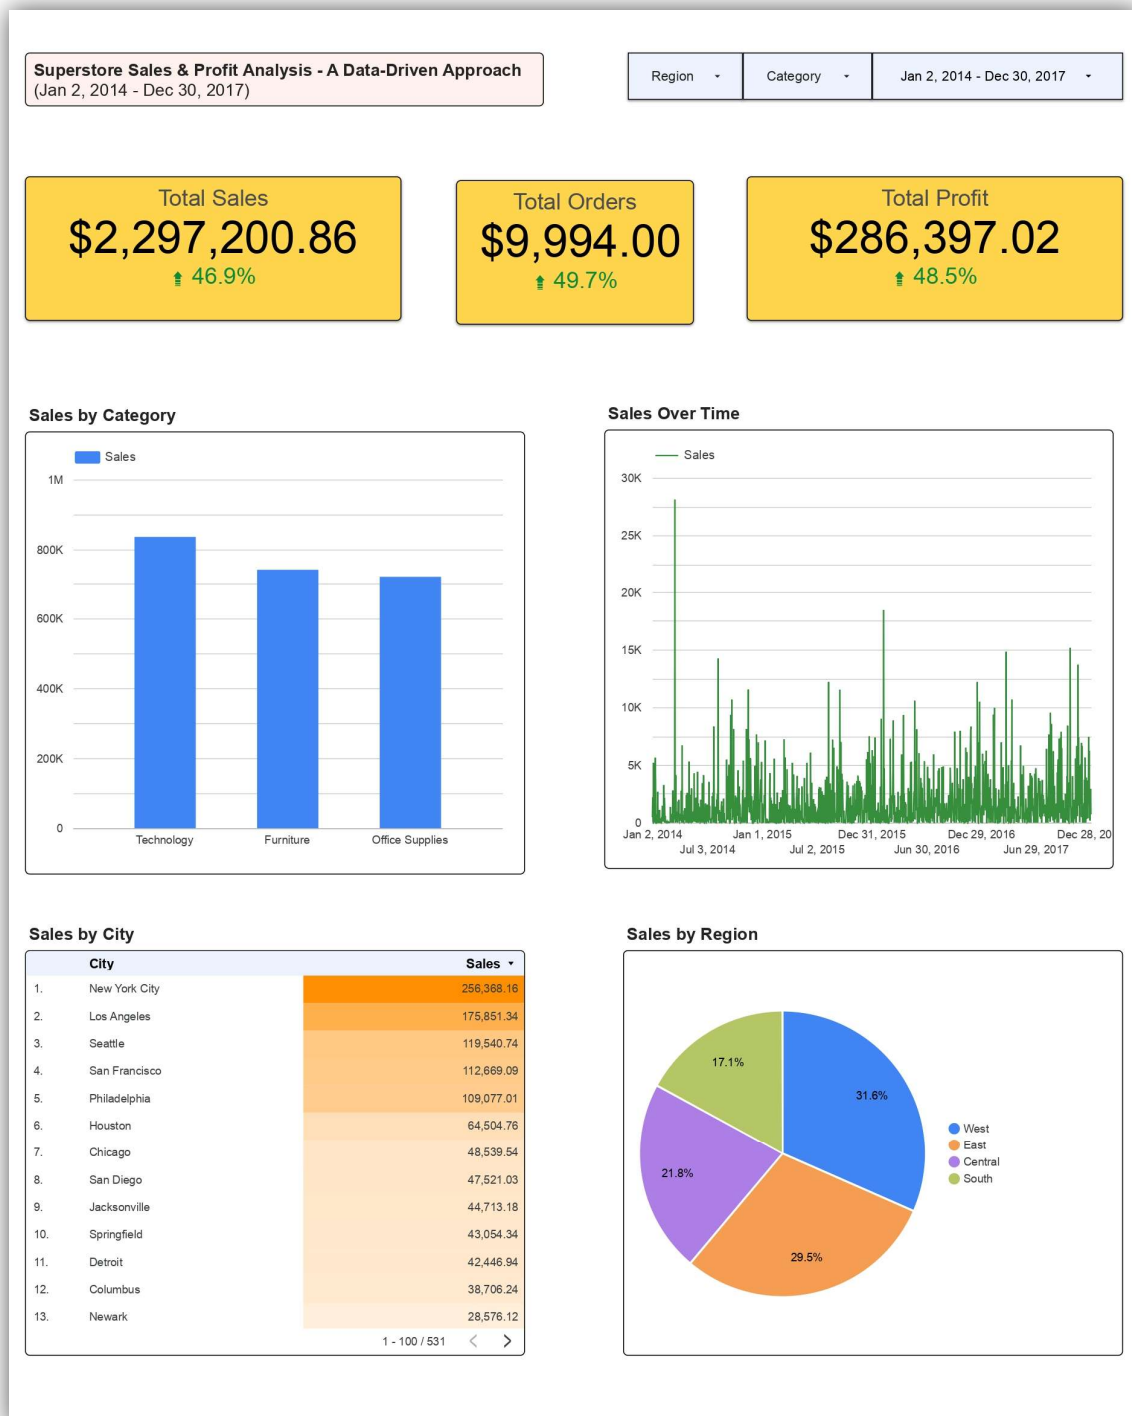 Superstore Sales & Profit Analysis - A Data-Driven Approach
(Jan 2, 2014 - Dec 30, 2017)
Region
Category
Jan 2, 2014 - Dec 30, 2017
Total Sales
$2,297,200.86
46.9%
Total Orders
$9,994.00
49.7%
Total Profit
$286,397.02
48.5%
Sales by Category
Sales
1M
800K
600K
400K
200K
0
Technology
Furniture
Office Supplies
Sales Over Time
Sales
30K
25K
20K
15K
10K
5K
0
Jan 2, 2014
Jul 3, 2014
Jan 1, 2015
Jul 2, 2015
Dec 31, 2015
Jun 30, 2016
Dec 29, 2016
Jun 29, 2017
Dec 28, 20
Sales by City
City Sales
1. New York City 256,368.16
2. Los Angeles 175,851.34
3. Seattle 119,540.74
4. San Francisco 112,669.09
5. Philadelphia 109,077.01
6. Houston 64,504.76
7. Chicago 48,539.54
8. San Diego 47,521.03
9. Jacksonville 44,713.18
10. Springfield 43,054.34
11. Detroit 42,446.94
12. Columbus 38,706.24
13. Newark 28,576.12
1 - 100 / 531
Sales by Region
17.1%
31.6%
21.8%
29.5%
West
East
Central
South